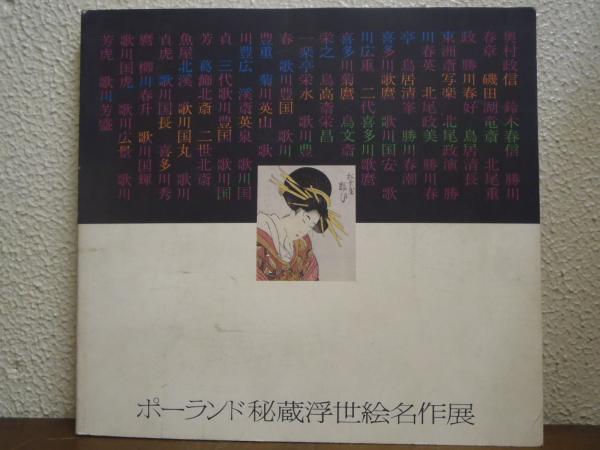 奥村政信 鈴木春信 勝川
春章 磯田湖竜斎 北尾重
政 勝川春好 鳥居清長
東洲斎写楽 北尾政演 勝
川春英 北尾政美 勝川春
亭 鳥居清峯 勝川春潮
喜多川歌麿 歌川国安 歌
川広重 二代喜多川歌麿
喜多川菊麿 鳥文斎
栄之 鳥高斎栄昌
一楽亭栄水 歌川豊
春 歌川豊国 歌川
豊重 菊川英山 歌
川豊広 渓斎英泉 歌川国
貞 三代歌川豊国 歌川国
芳 葛飾北斎 二世北斎
魚屋北渓 歌川国丸 歌川
貞虎 歌川国長 喜多川秀
麿 柳川春升 歌川国輝
歌川国虎 歌川広景 歌川
芳虎 歌川芳盛
ポーランド秘蔵浮世絵名作展